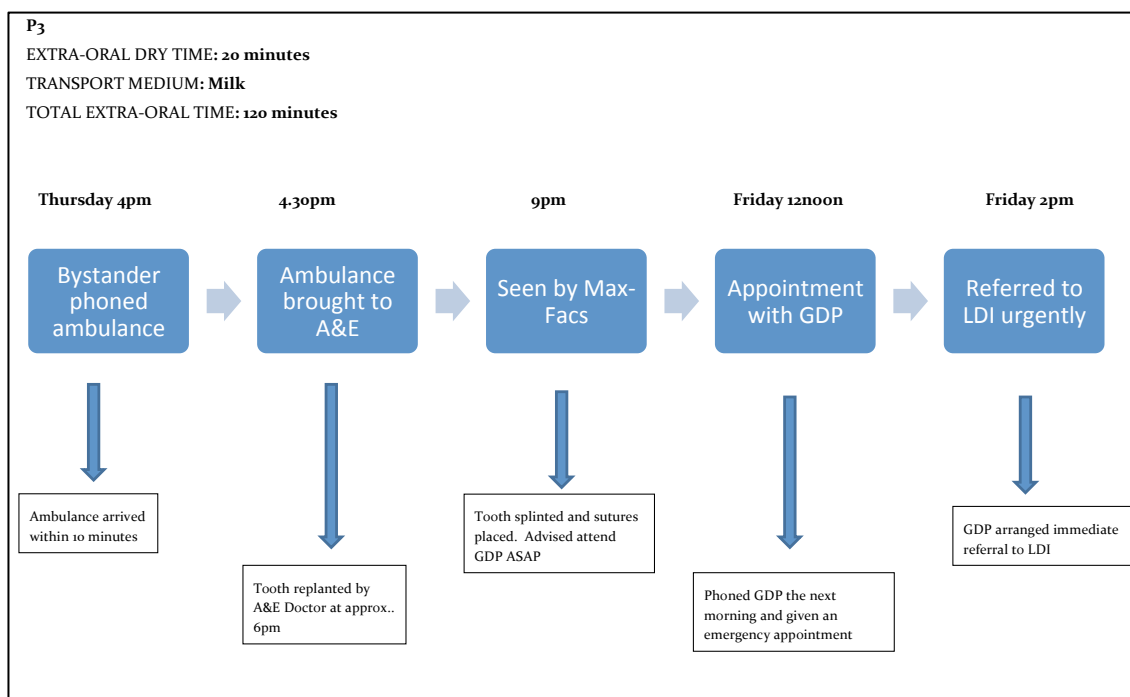 P3
EXTRA-ORAL DRY TIME: 20 minutes
TRANSPORT MEDIUM: Milk
TOTAL EXTRA-ORAL TIME: 120 minutes
Thursday 4pm
4.30pm
9pm
Friday 12noon
Friday 2pm
Bystander
phoned
ambulance
Ambulance
brought to
A&E
Seen by Max-
Facs
Appointment
with GDP
Referred to
LDI urgently
Ambulance arrived
within 10 minutes
Tooth replanted by
A&E Doctor at approx..
6pm
Tooth splinted and sutures
placed. Advised attend
GDP ASAP
Phoned GDP the next
morning and given an
emergency appointment
GDP arranged immediate
referral to LDI